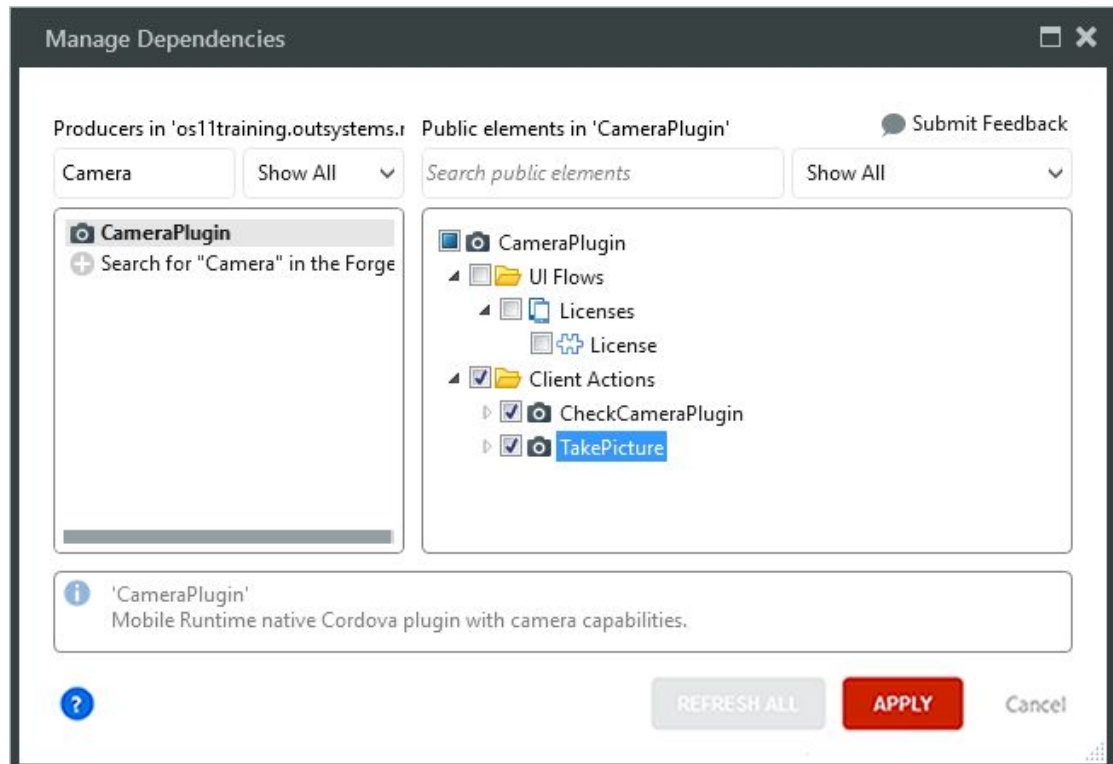 Manage Dependencies
Producers in 'os11training.outsystems.r
Public elements in 'CameraPlugin'
Submit Feedback
Camera
Show All
Search public elements
Show All
CameraPlugin
Search for "Camera" in the Forge
CameraPlugin
UI Flows
Licenses
License
Client Actions
CheckCameraPlugin
TakePicture
'CameraPlugin'
Mobile Runtime native Cordova plugin with camera capabilities.
?
REFRESH ALL
APPLY
Cancel